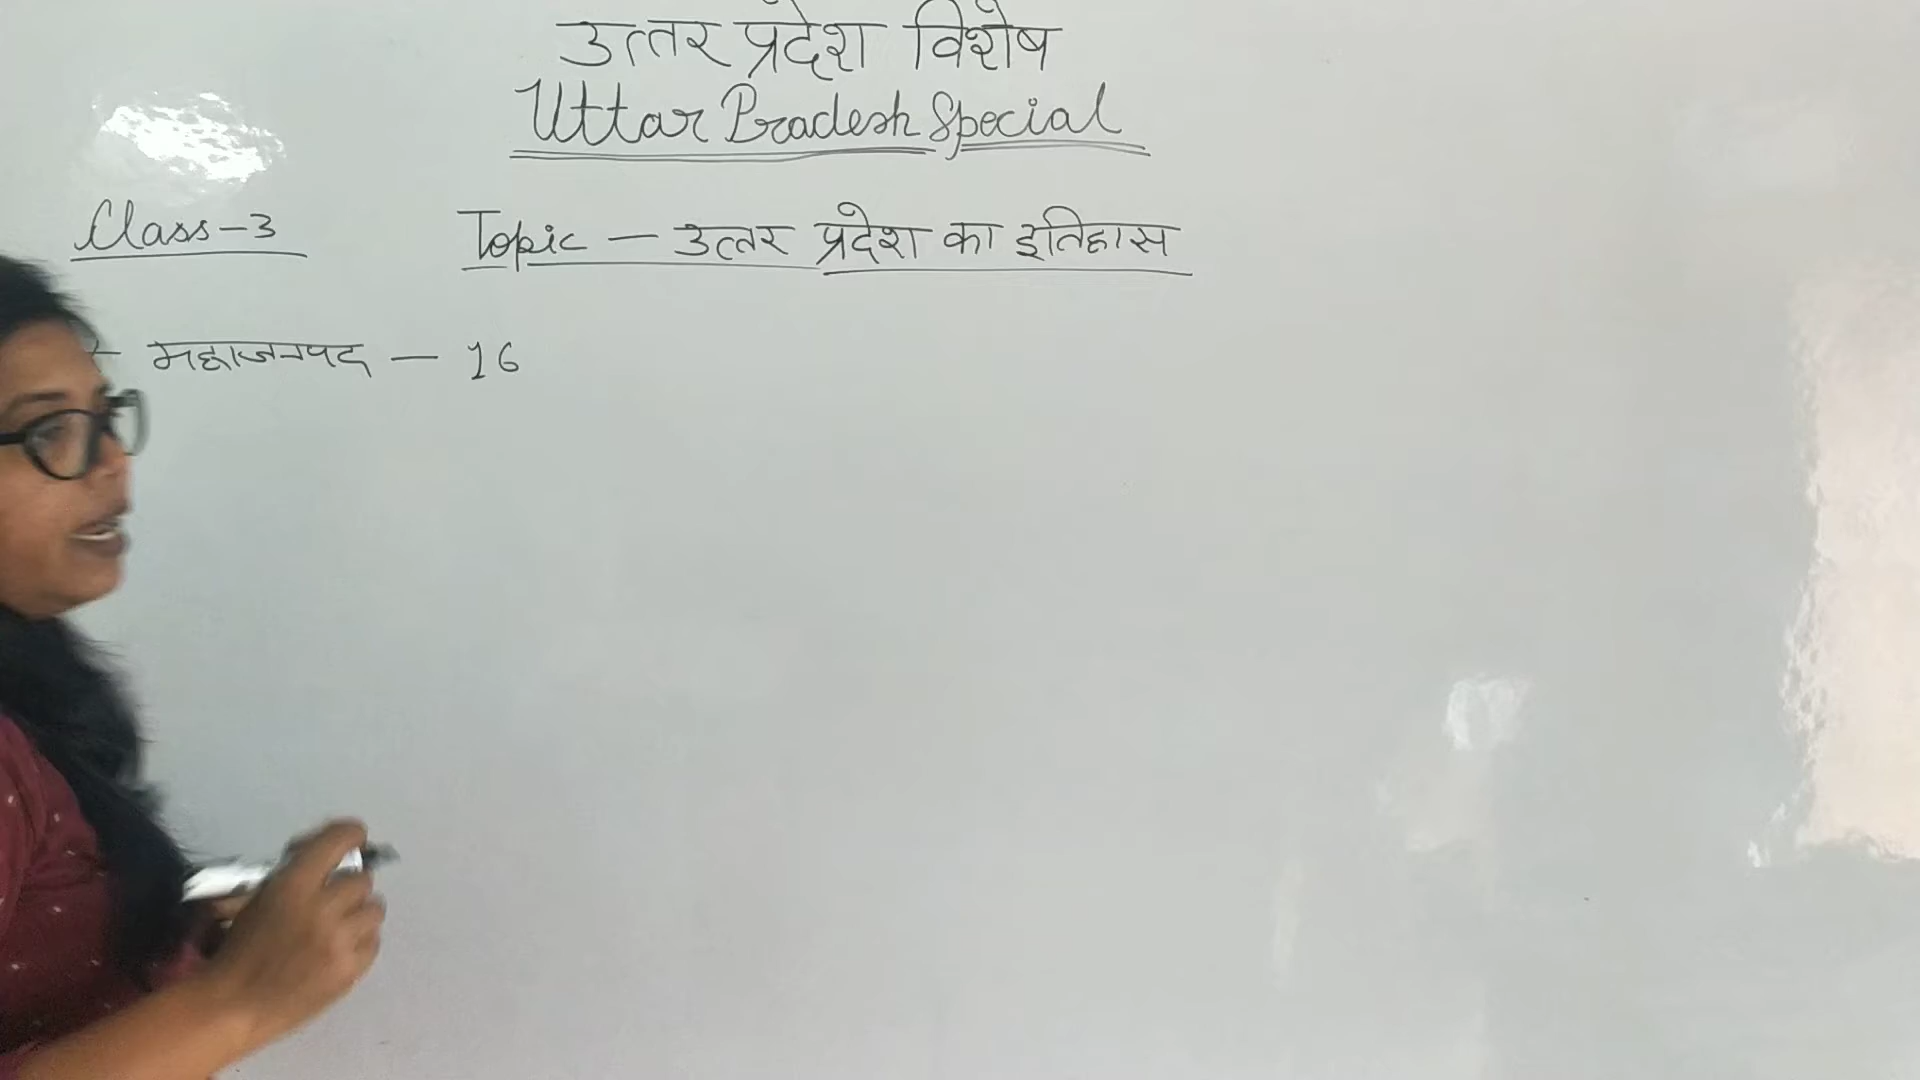 उत्तर प्रदेश विशेष
Uttar Pradesh Special
Class-3 Topic - उत्तर प्रदेश का इतिहास
महाजनपद - 16